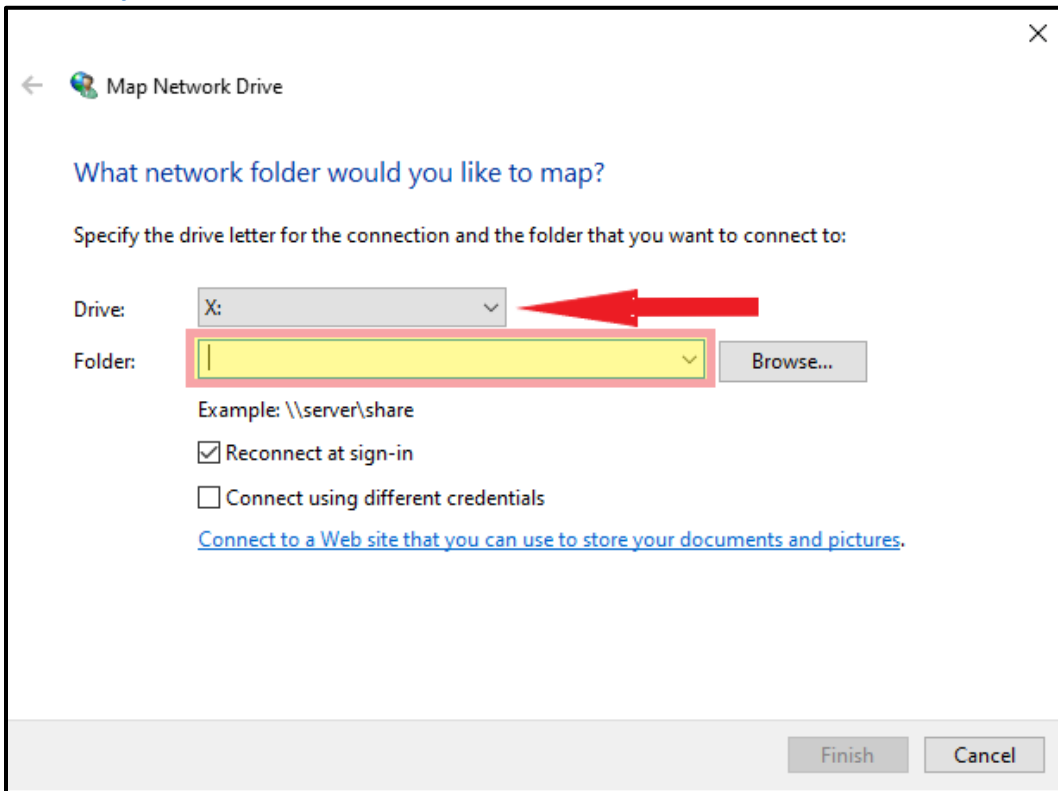 Map Network Drive
What network folder would you like to map?
Specify the drive letter for the connection and the folder that you want to connect to:
Drive: X:
Folder: Browse...
Example: \\server\share
Reconnect at sign-in
Connect using different credentials
Connect to a Web site that you can use to store your documents and pictures.
Finish Cancel